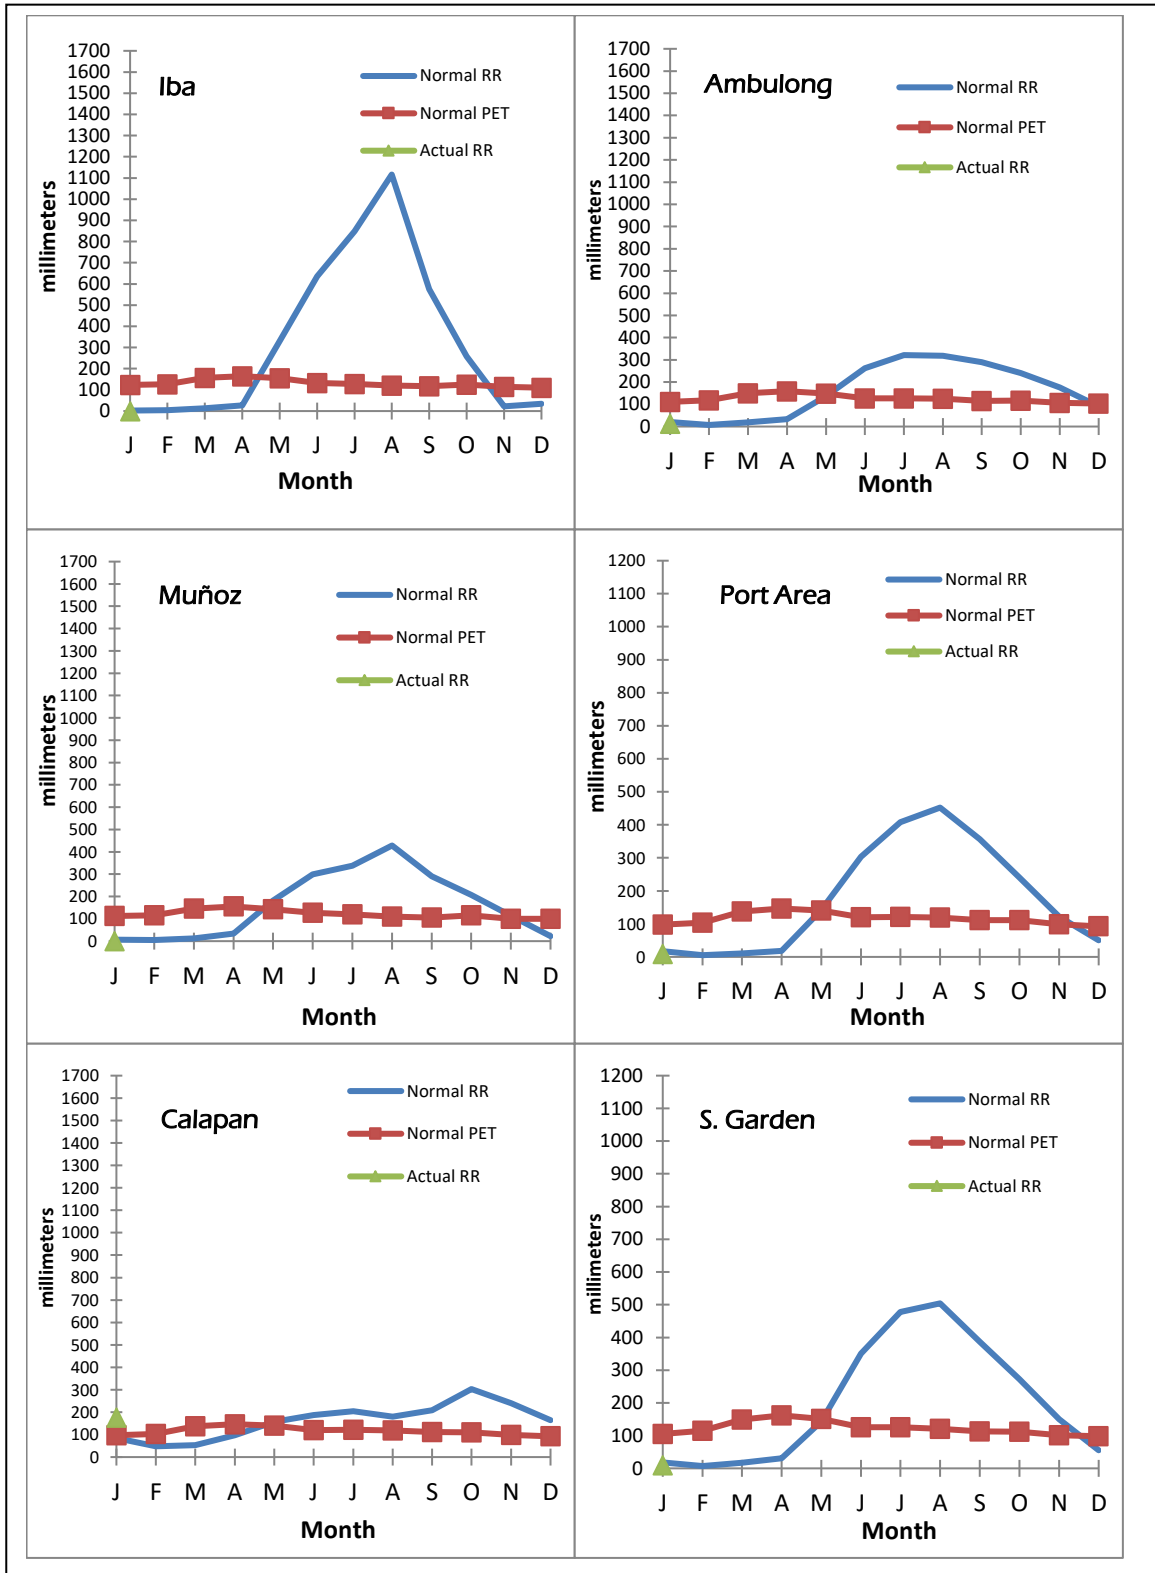 Iba
Normal RR
Normal PET
Actual RR
1700
1600
1500
1400
1300
1200
1100
1000
900
800
700
600
500
400
300
200
100
0
millimeters
J F M A M J J A S O N D
Month
Ambulong
Normal RR
Normal PET
Actual RR
1700
1600
1500
1400
1300
1200
1100
1000
900
800
700
600
500
400
300
200
100
0
millimeters
J F M A M J J A S O N D
Month
Muñoz
Normal RR
Normal PET
Actual RR
1700
1600
1500
1400
1300
1200
1100
1000
900
800
700
600
500
400
300
200
100
0
millimeters
J F M A M J J A S O N D
Month
Port Area
Normal RR
Normal PET
Actual RR
1200
1100
1000
900
800
700
600
500
400
300
200
100
0
millimeters
J F M A M J J A S O N D
Month
Calapan
Normal RR
Normal PET
Actual RR
1700
1600
1500
1400
1300
1200
1100
1000
900
800
700
600
500
400
300
200
100
0
millimeters
J F M A M J J A S O N D
Month
S. Garden
Normal RR
Normal PET
Actual RR
1200
1100
1000
900
800
700
600
500
400
300
200
100
0
millimeters
J F M A M J J A S O N D
Month